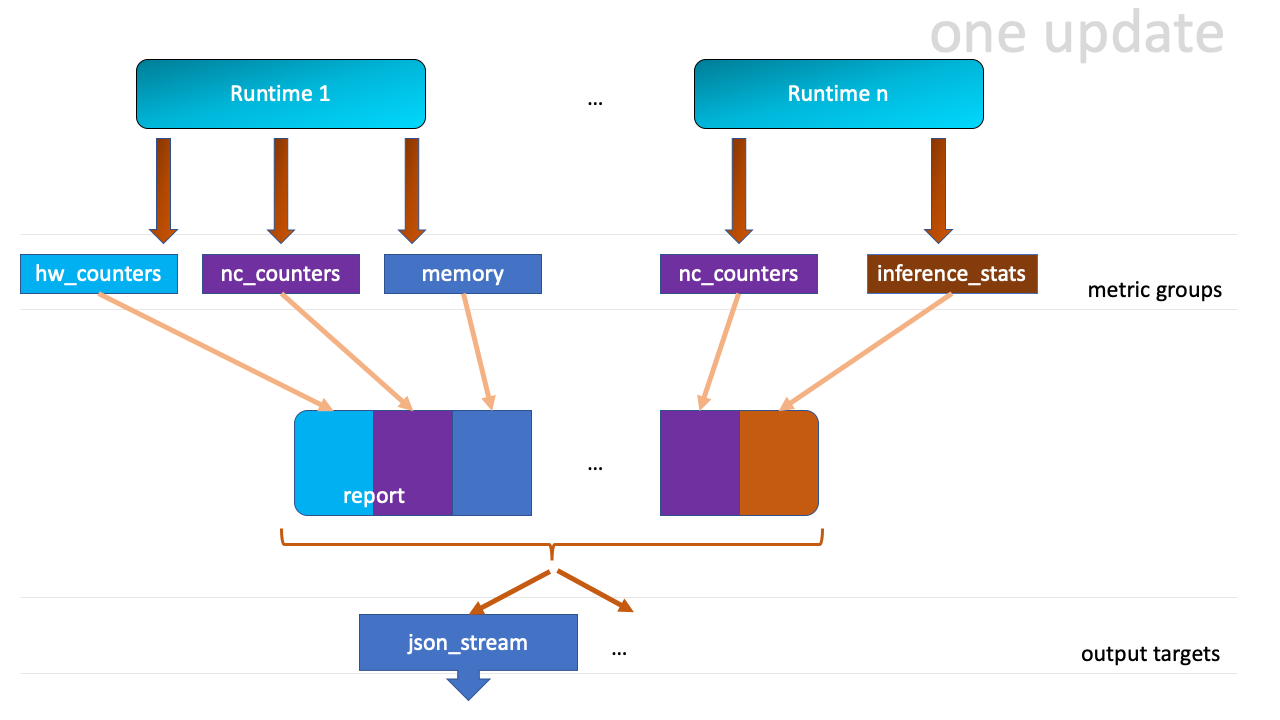 one update
Runtime 1
...
Runtime n
hw_counters
nc_counters
memory
nc_counters
inference_stats
metric groups
report
...
json_stream
...
output targets